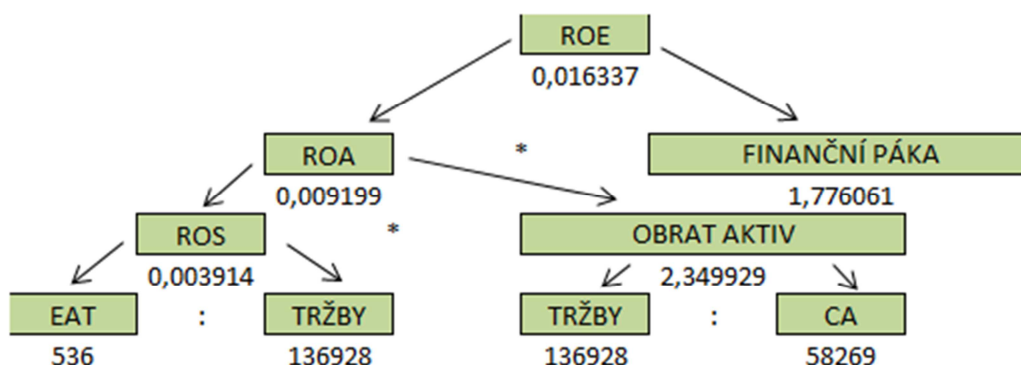 ROE
0,016337
ROA * FINANČNÍ PÁKA
0,009199 1,776061
ROS * OBRAT AKTIV
0,003914 2,349929
EAT : TRŽBY TRŽBY : CA
536 136928 136928 58269